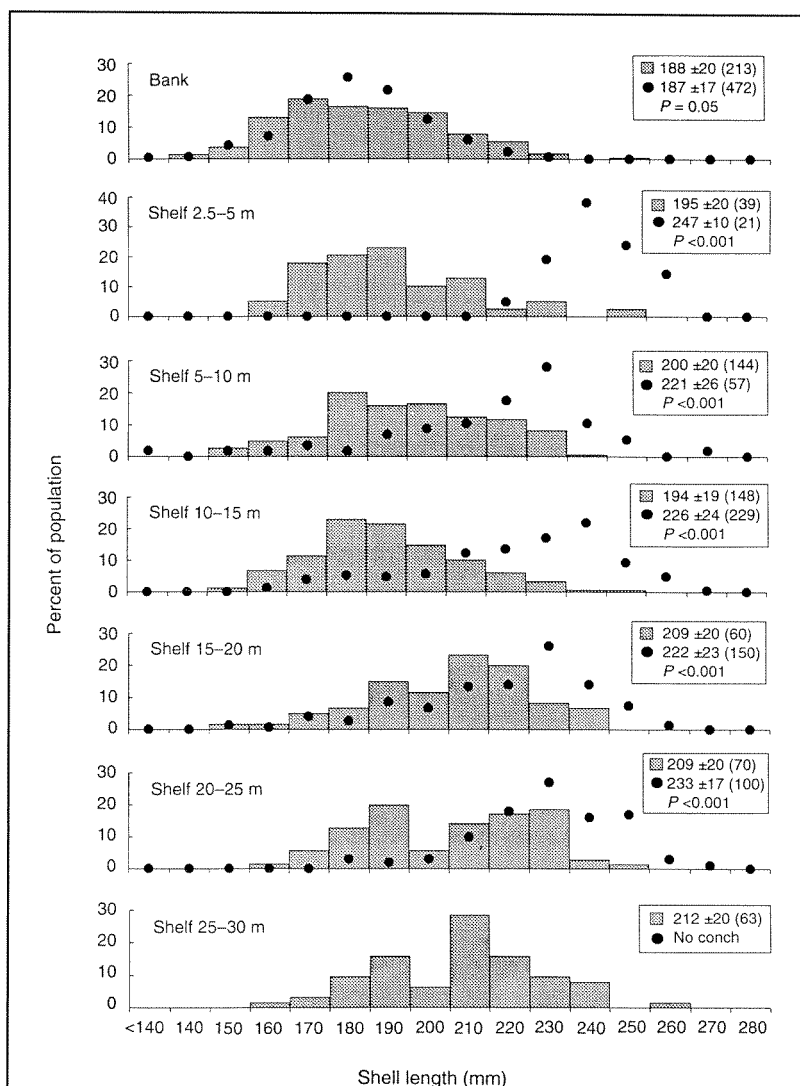 Percent of population
Bank
30
20
10
0
188 ±20 (213)
187 ±17 (472)
P = 0.05
Shelf 2.5–5 m
40
30
20
10
0
195 ±20 (39)
247 ±10 (21)
P <0.001
Shelf 5–10 m
30
20
10
0
200 ±20 (144)
221 ±26 (57)
P <0.001
Shelf 10–15 m
30
20
10
0
194 ±19 (148)
226 ±24 (229)
P <0.001
Shelf 15–20 m
30
20
10
0
209 ±20 (60)
222 ±23 (150)
P <0.001
Shelf 20–25 m
30
20
10
0
209 ±20 (70)
233 ±17 (100)
P <0.001
Shelf 25–30 m
30
20
10
0
212 ±20 (63)
No conch
<140 140 150 160 170 180 190 200 210 220 230 240 250 260 270 280
Shell length (mm)